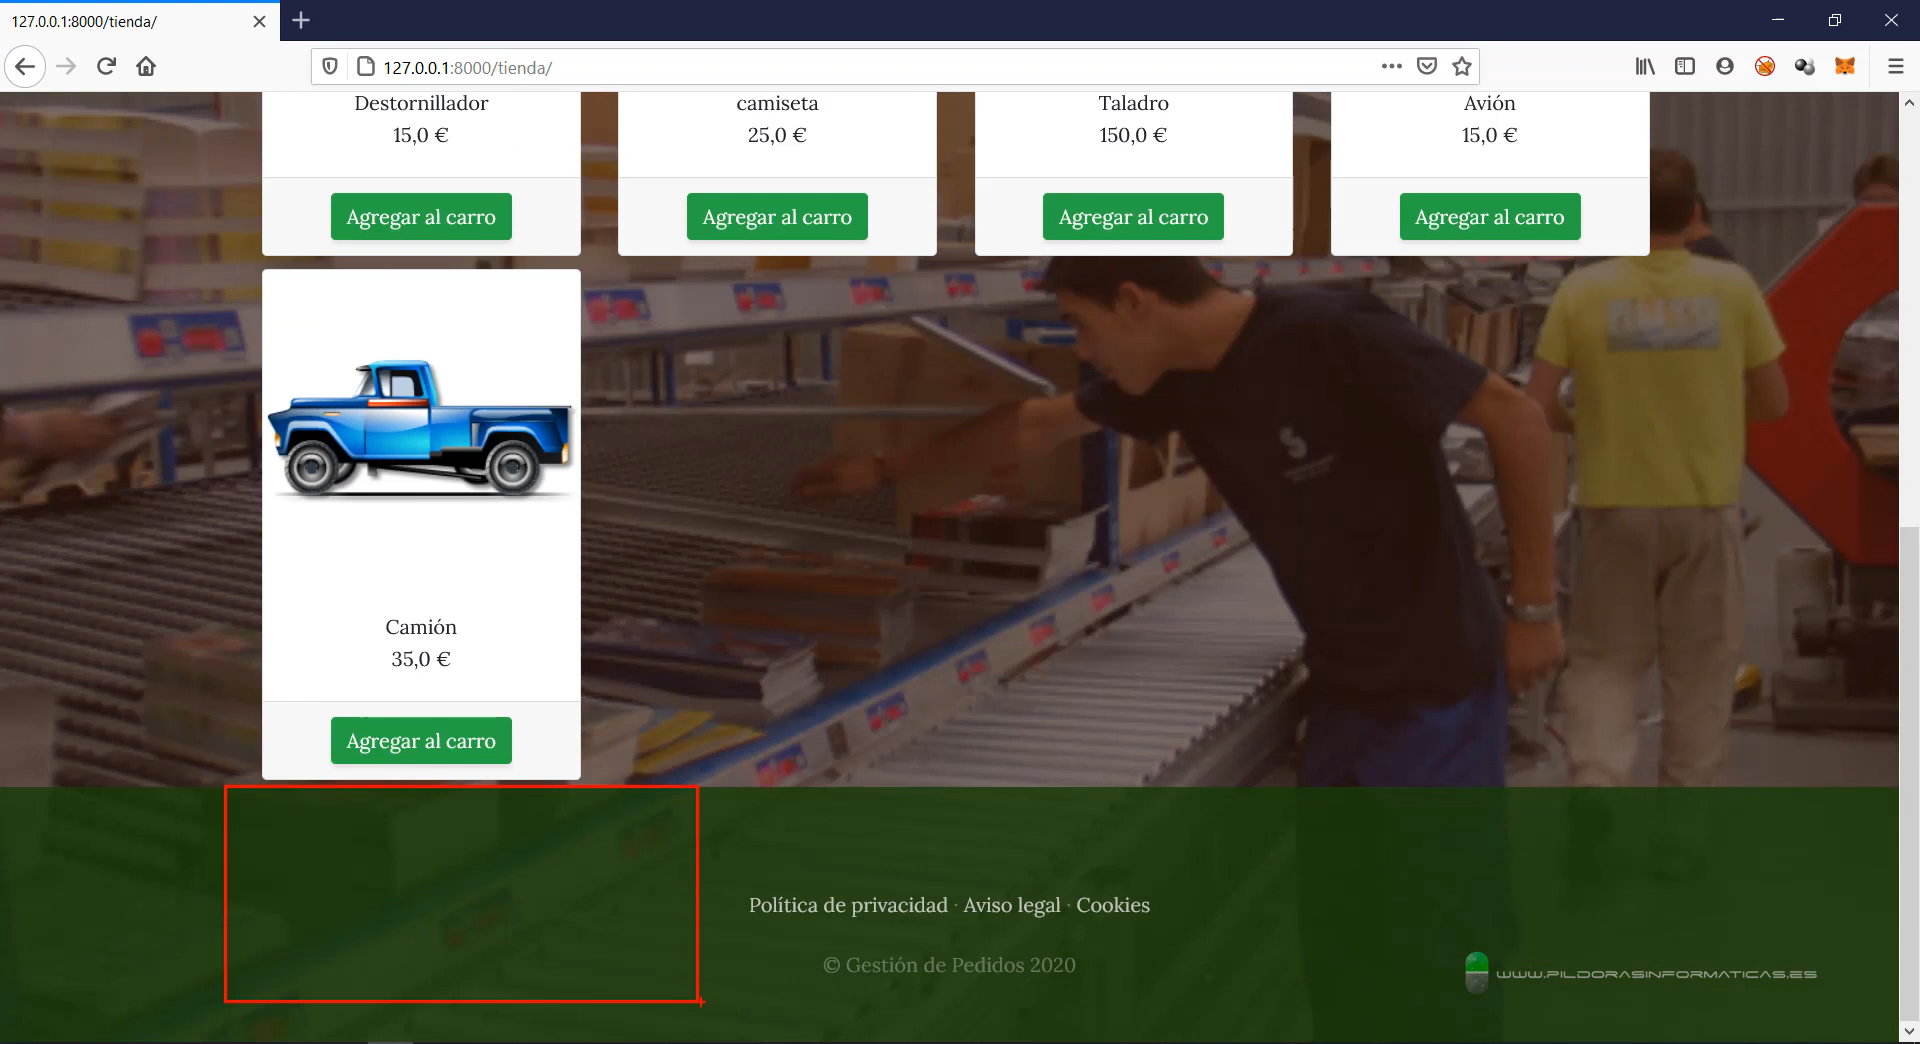 127.0.0.1:8000/tienda/
127.0.0.1:8000/tienda/
Destornillador
15,0 €
Agregar al carro
camiseta
25,0 €
Agregar al carro
Taladro
150,0 €
Agregar al carro
Avión
15,0 €
Agregar al carro
Camión
35,0 €
Agregar al carro
Política de privacidad · Aviso legal · Cookies
© Gestión de Pedidos 2020
WWW.PILDORASINFORMATICAS.ES